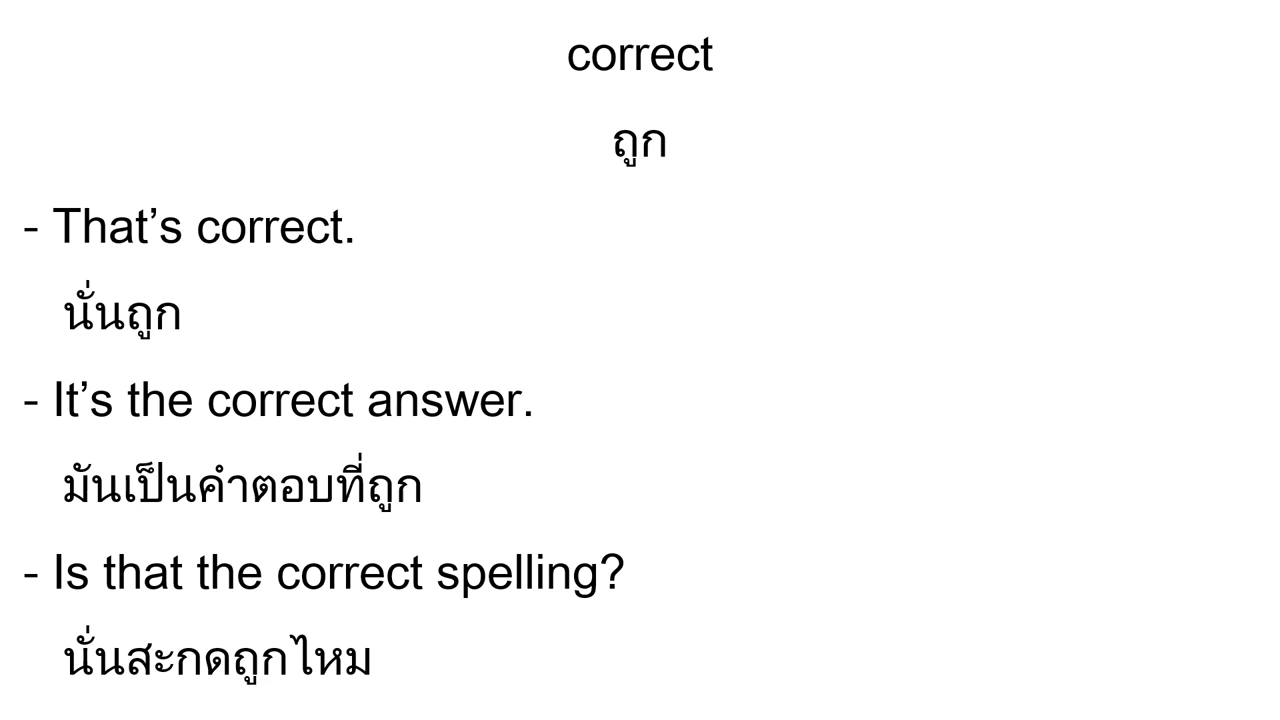 correct
ถูก
- That’s correct.
นั่นถูก
- It’s the correct answer.
มันเป็นคำตอบที่ถูก
- Is that the correct spelling?
นั่นสะกดถูกไหม